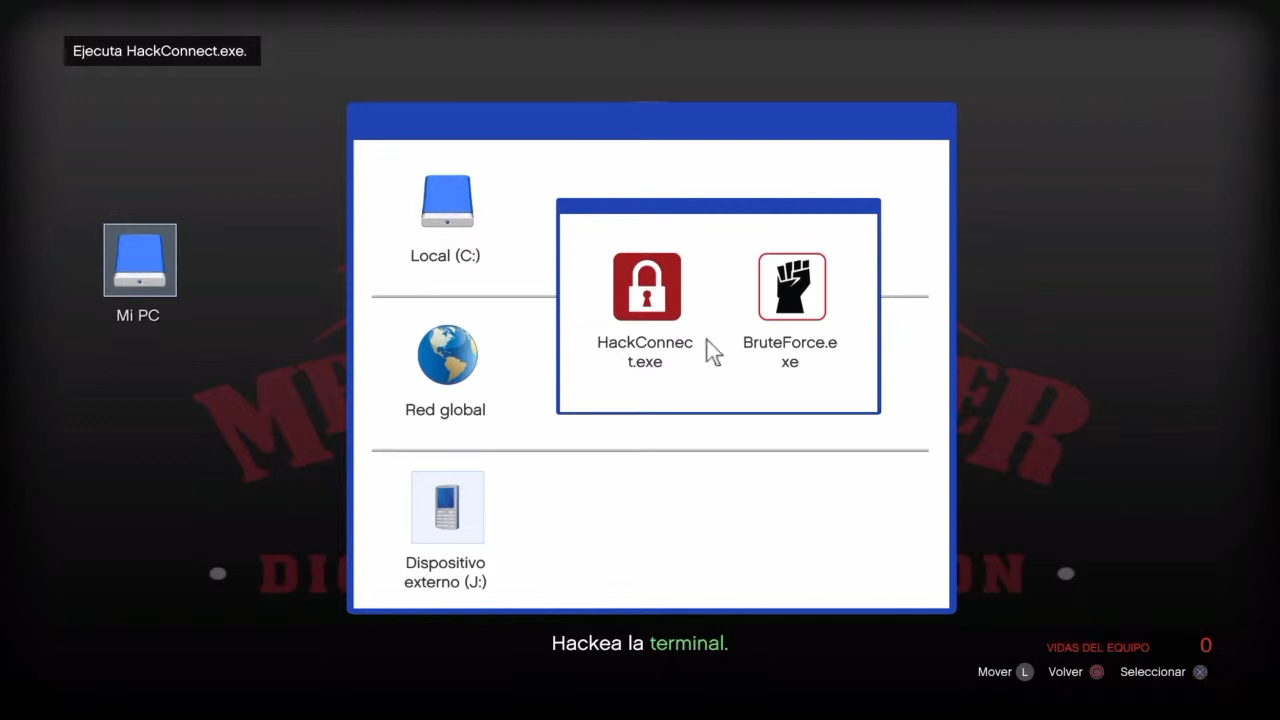 Ejecuta HackConnect.exe.
Local (C:)
HackConnec
t.exe
BruteForce.e
xe
Mi PC
Red global
Dispositivo
externo (J:)
Hackea la terminal.
VIDAS DEL EQUIPO 0
Mover L Volver Seleccionar